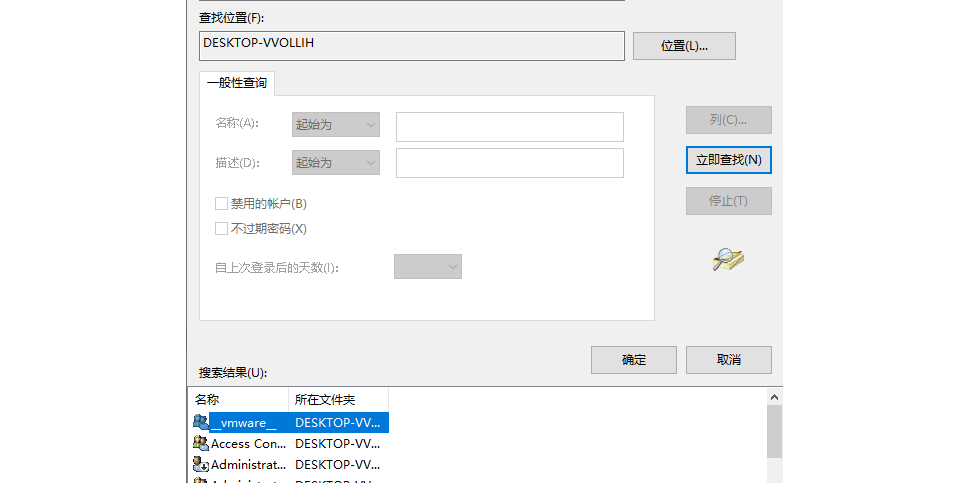 查找位置(F):
DESKTOP-VVOLLIH
位置(L)...
一般性查询
名称(A):
起始为
列(C)...
描述(D):
起始为
立即查找(N)
停止(T)
禁用的帐户(B)
不过期密码(X)
自上次登录后的天数(I):
确定
取消
搜索结果(U):
名称 所在文件夹
__vmware__ DESKTOP-VV...
Access Con... DESKTOP-VV...
Administrat... DESKTOP-VV...